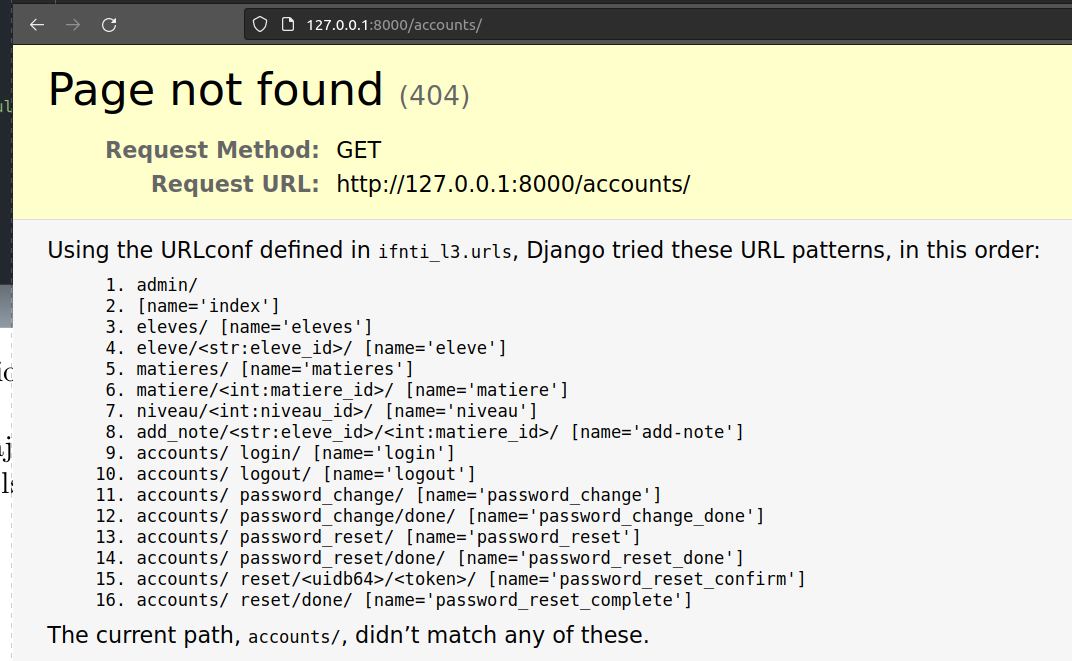 127.0.0.1:8000/accounts/
Page not found (404)
Request Method: GET
Request URL: http://127.0.0.1:8000/accounts/
Using the URLconf defined in ifnti_l3.urls, Django tried these URL patterns, in this order:
1. admin/
2. [name='index']
3. eleves/ [name='eleves']
4. eleve/<str:eleve_id>/ [name='eleve']
5. matieres/ [name='matieres']
6. matiere/<int:matiere_id>/ [name='matiere']
7. niveau/<int:niveau_id>/ [name='niveau']
8. add_note/<str:eleve_id>/<int:matiere_id>/ [name='add-note']
9. accounts/ login/ [name='login']
10. accounts/ logout/ [name='logout']
11. accounts/ password_change/ [name='password_change']
12. accounts/ password_change/done/ [name='password_change_done']
13. accounts/ password_reset/ [name='password_reset']
14. accounts/ password_reset/done/ [name='password_reset_done']
15. accounts/ reset/<uidb64>/<token>/ [name='password_reset_confirm']
16. accounts/ reset/done/ [name='password_reset_complete']
The current path, accounts/, didn’t match any of these.